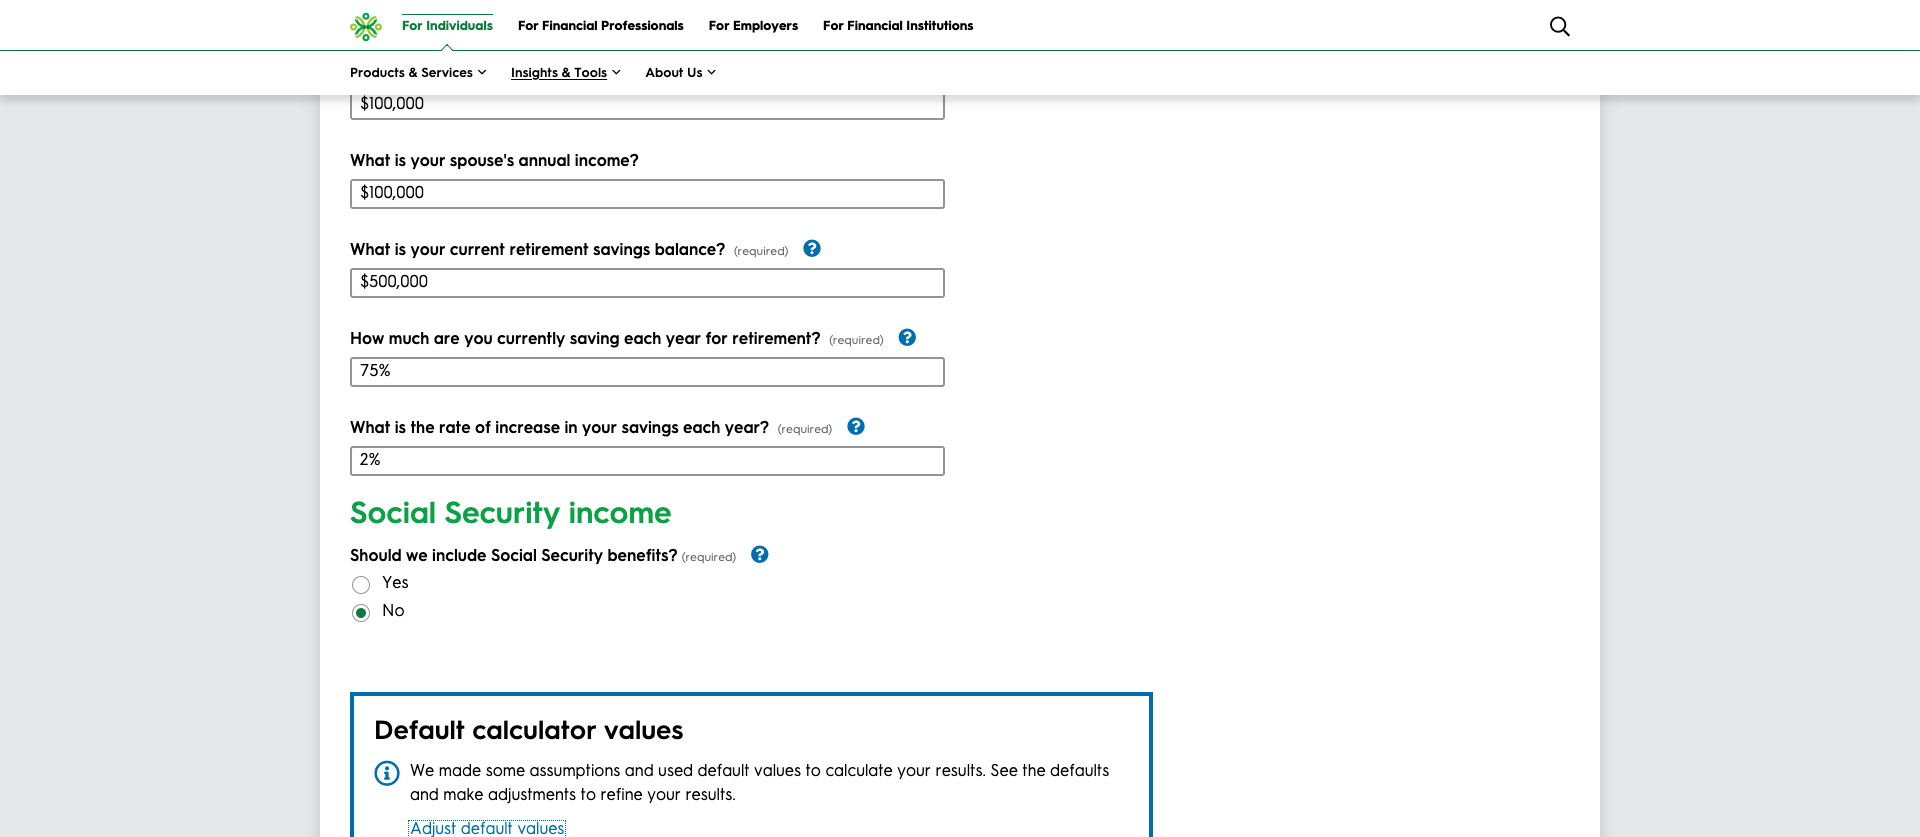 For Individuals For Financial Professionals For Employers For Financial Institutions
Products & Services Insights & Tools About Us
$100,000
What is your spouse's annual income?
$100,000
What is your current retirement savings balance? (required) ?
$500,000
How much are you currently saving each year for retirement? (required) ?
75%
What is the rate of increase in your savings each year? (required) ?
2%
Social Security income
Should we include Social Security benefits? (required) ?
Yes
No
Default calculator values
We made some assumptions and used default values to calculate your results. See the defaults
and make adjustments to refine your results.
Adjust default values